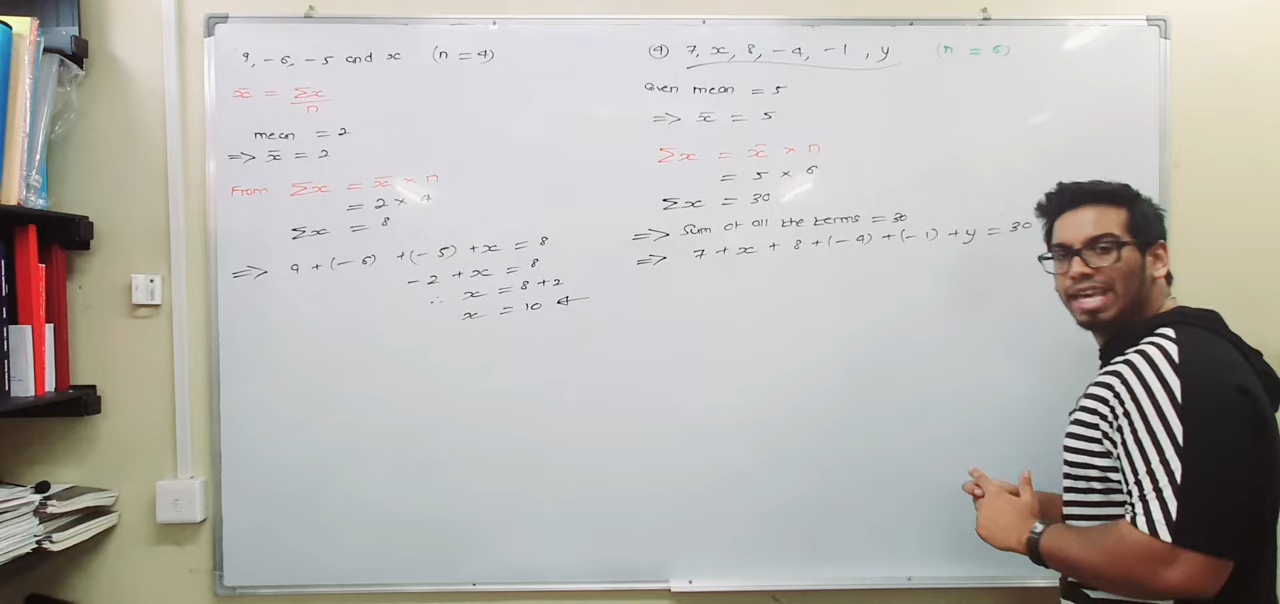 9, -6, -5 and x (n = 4)
x̄ = Σx / n
mean = 2
=> x̄ = 2
From Σx = x̄ × n
= 2 × 4
Σx = 8
=> 9 + (-6) + (-5) + x = 8
-2 + x = 8
∴ x = 8 + 2
x = 10 ←
④ 7, x, 8, -4, -1, y (n = 6)
Given mean = 5
=> x̄ = 5
Σx = x̄ × n
= 5 × 6
Σx = 30
=> Sum of all the terms = 30
=> 7 + x + 8 + (-4) + (-1) + y = 30